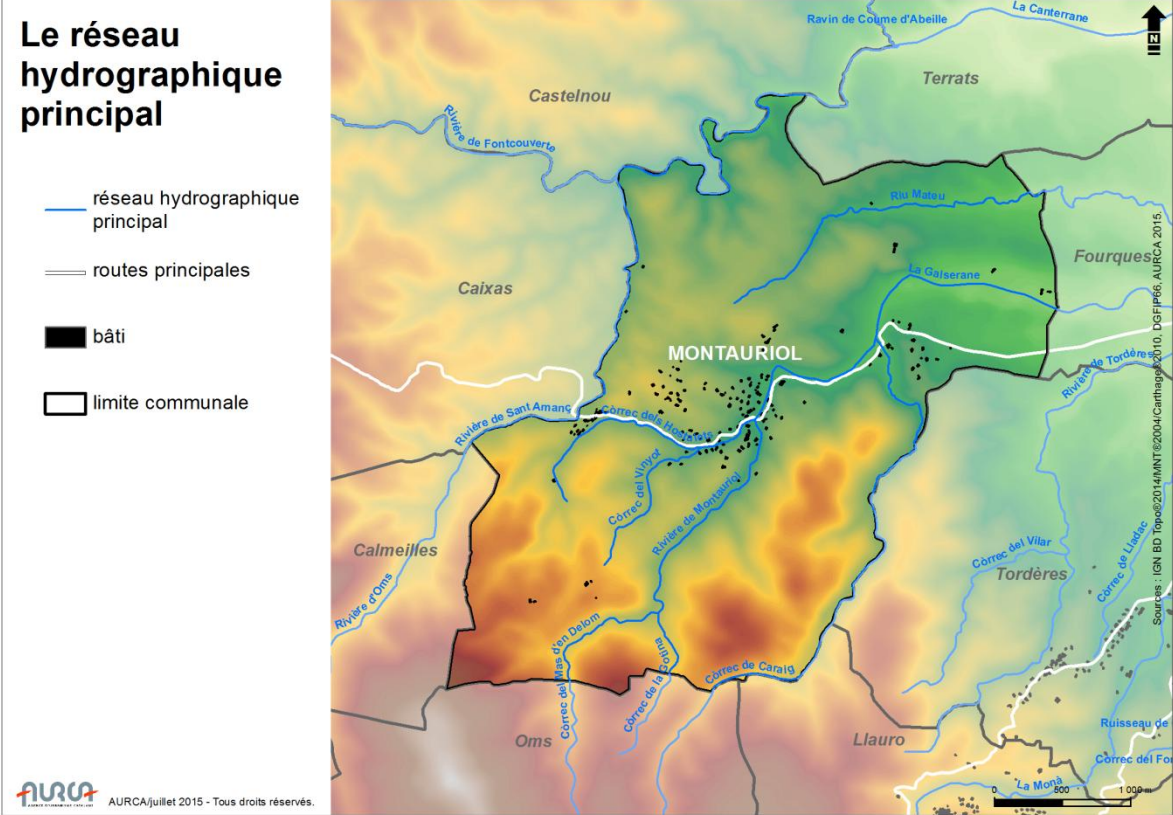 Le réseau
hydrographique
principal
réseau hydrographique
principal
routes principales
bâti
limite communale
AURCA
AURCA/juillet 2015 - Tous droits réservés.
Ravin de Coume d'Abeille
La Canterrane
N
Castelnou
Terrats
Rivière de Fontcouverte
Riu Mateu
Fourques
La Galserane
Caixas
MONTAURIOL
Rivière de Tordères
Rivière de Sant Amanç
Còrrec dels Hostalets
Còrrec del Vinyot
Rivière de Montauriol
Calmeilles
Còrrec del Vilar
Tordères
Còrrec de Lladac
Rivière d'Oms
Còrrec del Mas d'en Delom
Còrrec de la Gotina
Còrrec de Caraig
Oms
Llauro
Ruisseau de
Còrrec del Fou
La Monà
0 500 1 000 m
Sources : IGN BD Topo®2014/MNT®2004/Carthage®2010, DGFIP66, AURCA 2015.